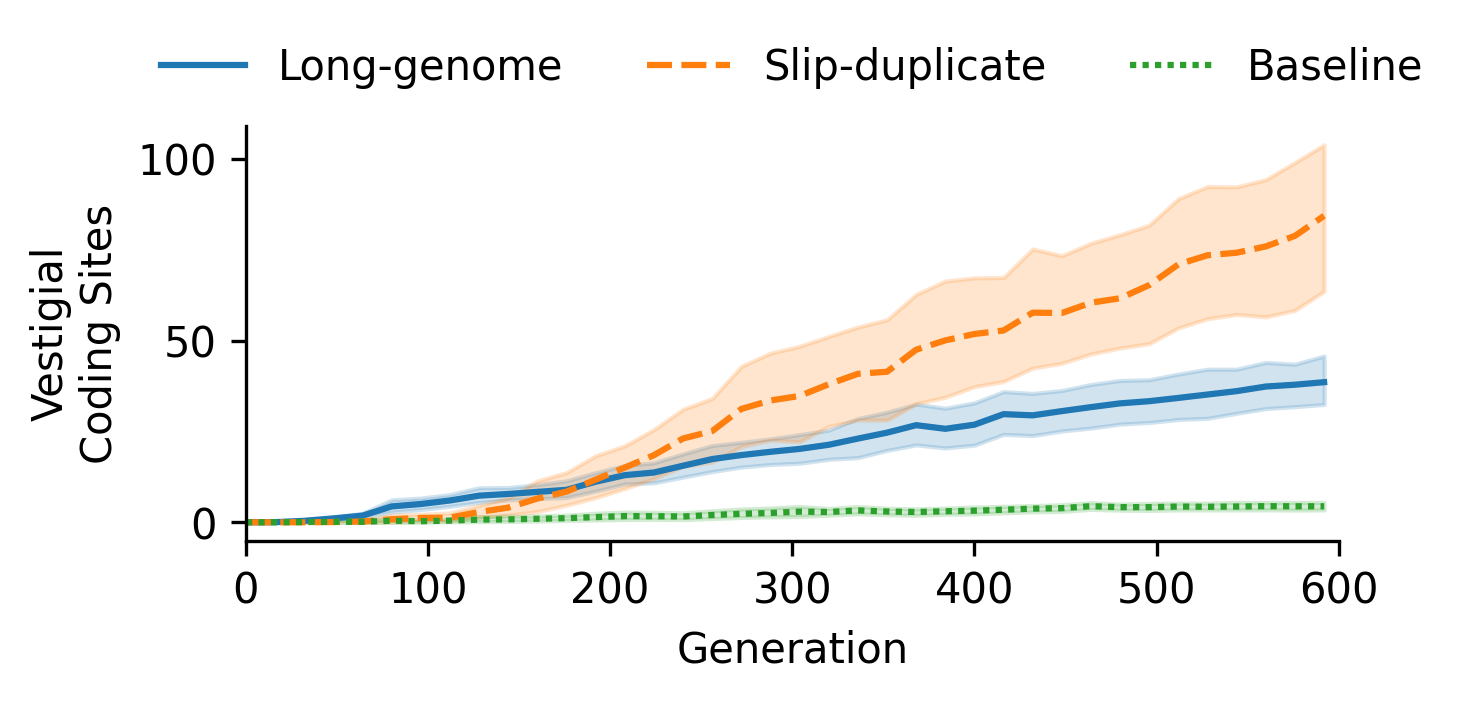 Long-genome Slip-duplicate Baseline
100
50
0
Vestigial
Coding Sites
0 100 200 300 400 500 600
Generation